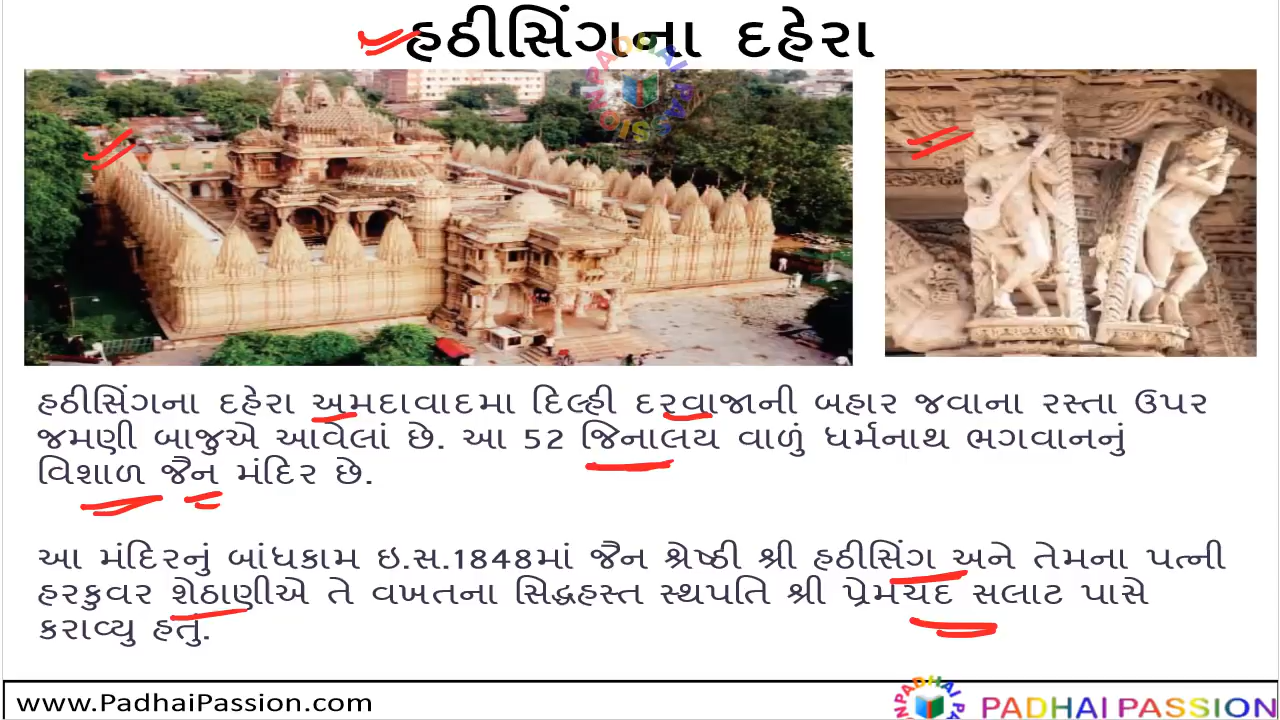 હઠીસિંગના દહેરા
હઠીસિંગના દહેરા અમદાવાદમા દિલ્હી દરવાજાની બહાર જવાના રસ્તા ઉપર
જમણી બાજુએ આવેલાં છે. આ 52 જિનાલય વાળું ધર્મનાથ ભગવાનનું
વિશાળ જૈન મંદિર છે.
આ મંદિરનું બાંધકામ ઇ.સ.1848માં જૈન શ્રેષ્ઠી શ્રી હઠીસિંગ અને તેમના પત્ની
હરકુવર શેઠાણીએ તે વખતના સિદ્ધહસ્ત સ્થપતિ શ્રી પ્રેમચદ સલાટ પાસે
કરાવ્યુ હતું.
www.PadhaiPassion.com
PADHAI PASSION